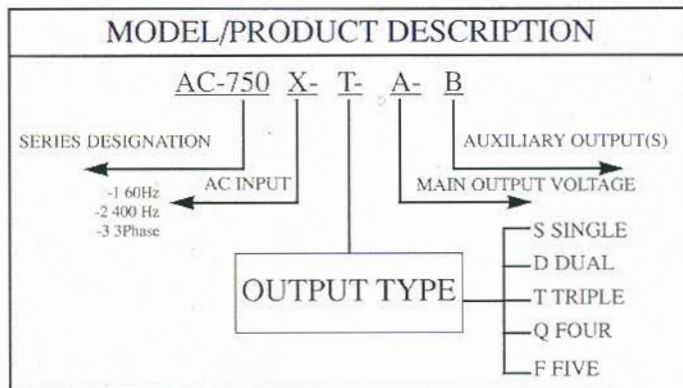 MODEL/PRODUCT DESCRIPTION
AC-750 X- T- A- B
SERIES DESIGNATION
AUXILIARY OUTPUT(S)
AC INPUT
MAIN OUTPUT VOLTAGE
-1 60Hz
-2 400 Hz
-3 3Phase
OUTPUT TYPE
S SINGLE
D DUAL
T TRIPLE
Q FOUR
F FIVE